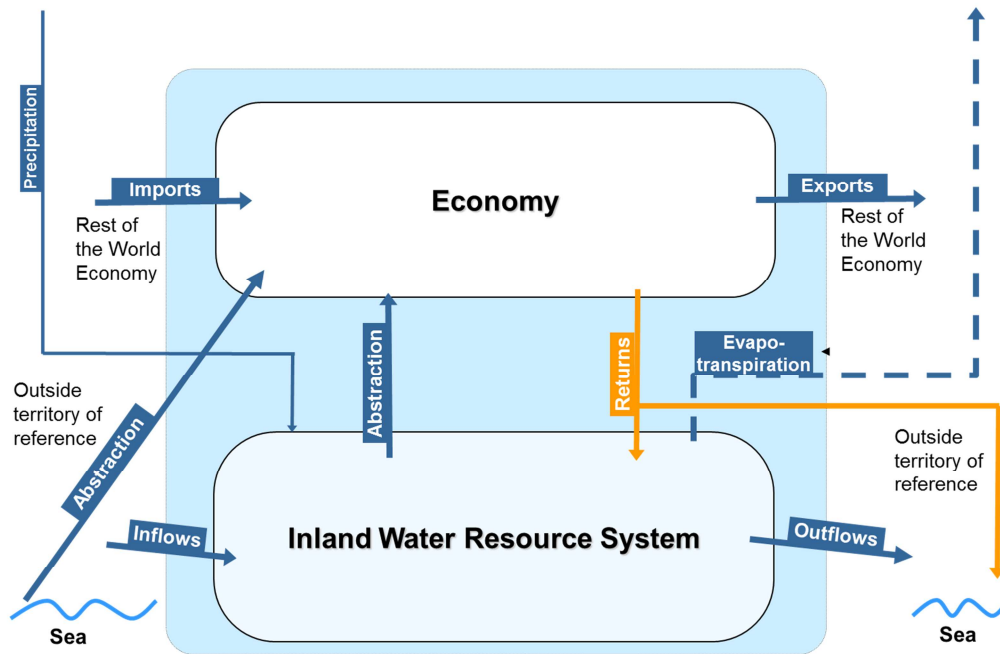 Precipitation
Imports
Rest of
the World
Economy
Economy
Exports
Rest of
the World
Economy
Abstraction
Returns
Evapo-
transpiration
Outside
territory of
reference
Abstraction
Outside
territory of
reference
Inflows
Inland Water Resource System
Outflows
Sea
Sea